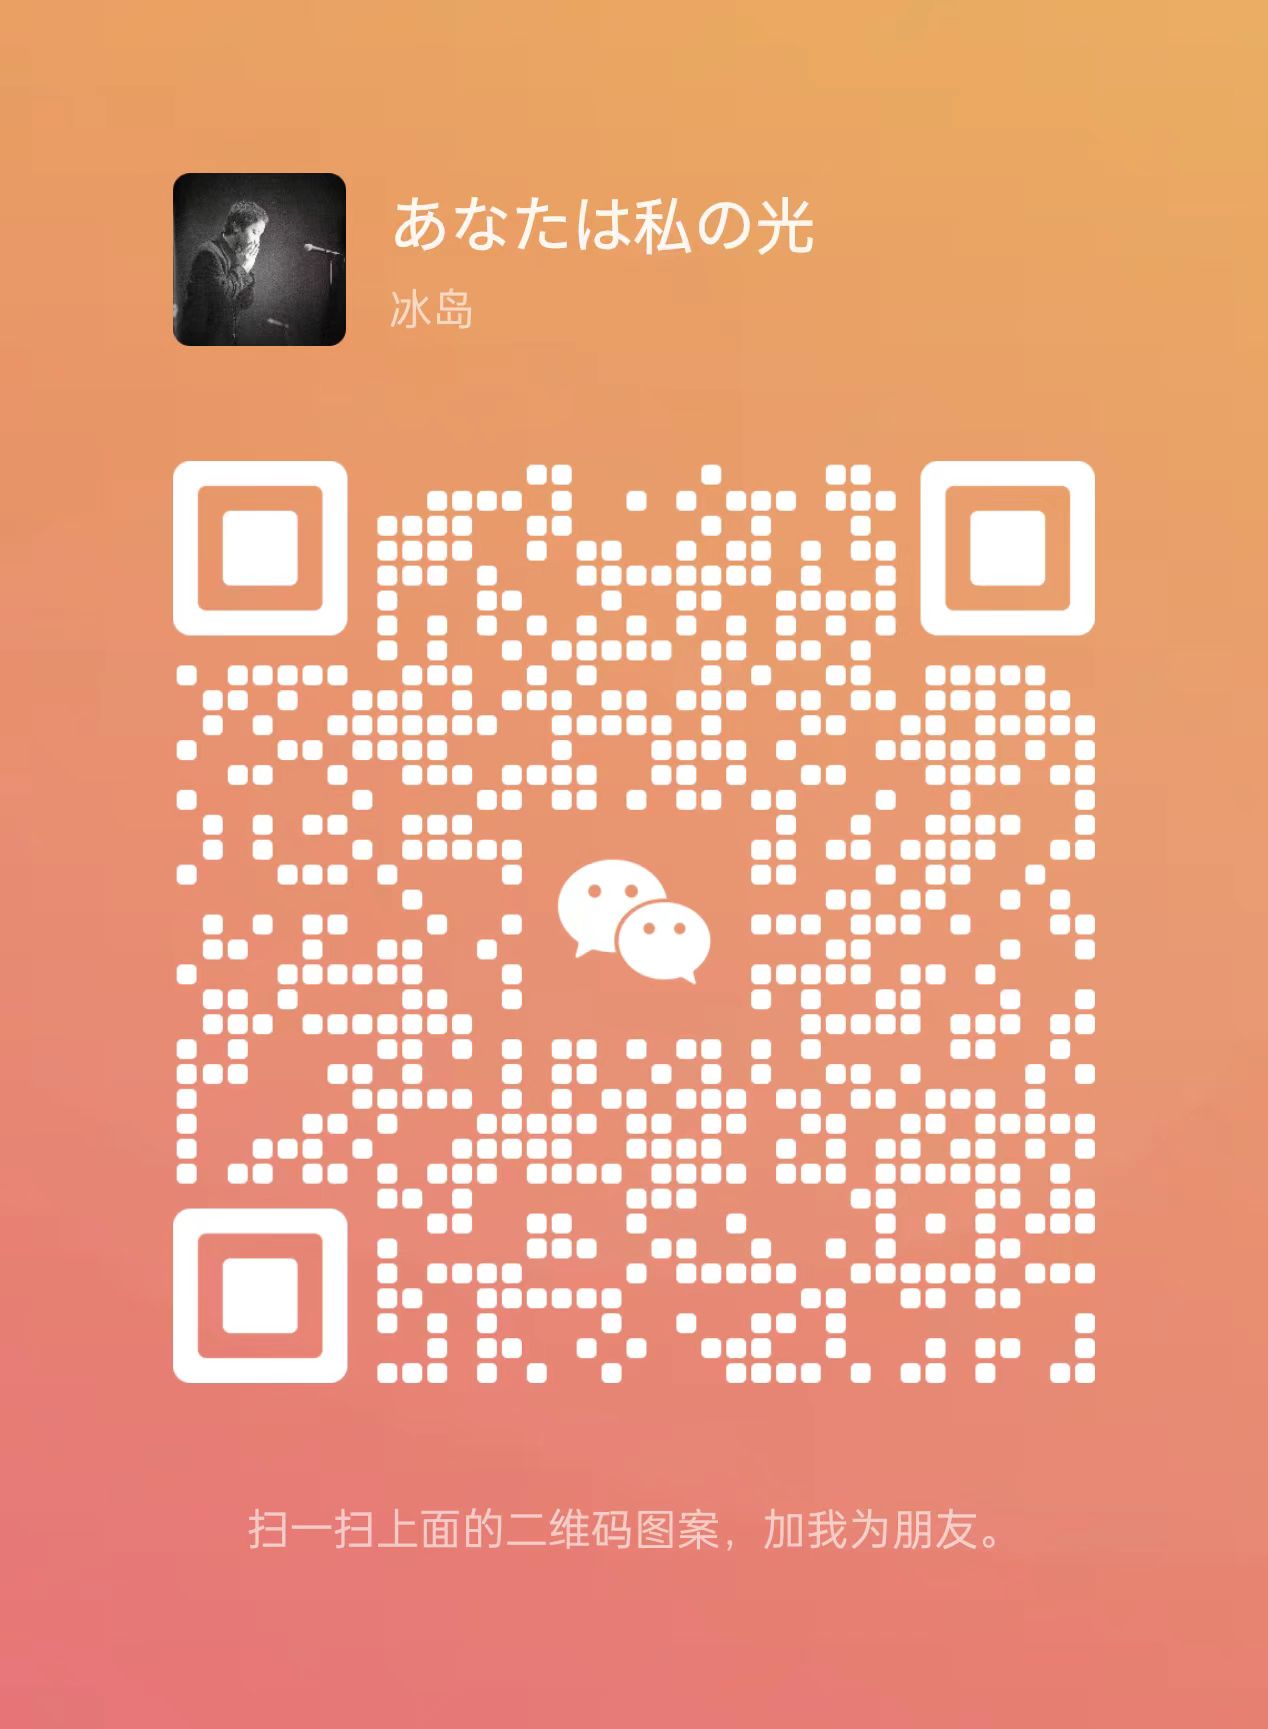 あなたは私の光
冰岛
扫一扫上面的二维码图案，加我为朋友。